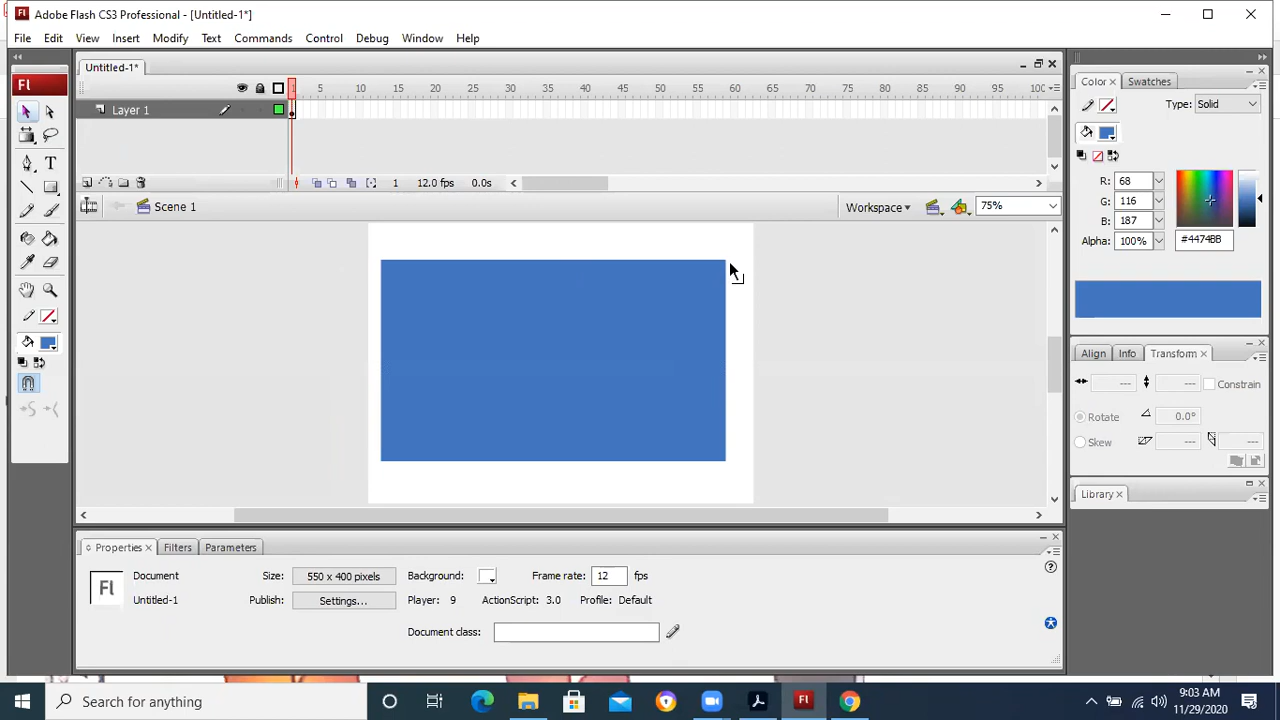 Adobe Flash CS3 Professional - [Untitled-1*]
File Edit View Insert Modify Text Commands Control Debug Window Help
Fl
Untitled-1*
1 5 10 15 20 25 30 35 40 45 50 55 60 65 70 75 80 85 90 95 100
Layer 1
1 12.0 fps 0.0s
Scene 1
Workspace
75%
Color Swatches
Type: Solid
R: 68
G: 116
B: 187
Alpha: 100%
#4474BB
Align Info Transform
--- --- Constrain
Rotate 0.0°
Skew --- ---
Library
Properties Filters Parameters
Fl
Document
Untitled-1
Size: 550 x 400 pixels
Background:
Frame rate: 12 fps
Publish: Settings...
Player: 9 ActionScript: 3.0 Profile: Default
Document class:
Search for anything
Fl
9:03 AM
11/29/2020